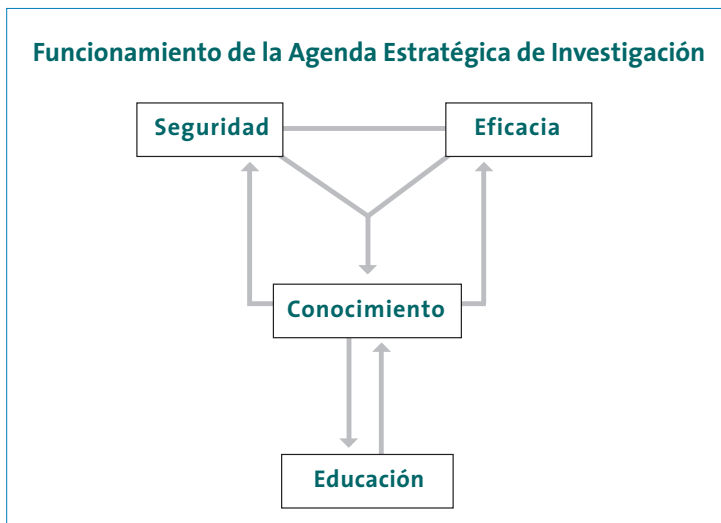 Funcionamiento de la Agenda Estratégica de Investigación
Seguridad
Eficacia
Conocimiento
Educación